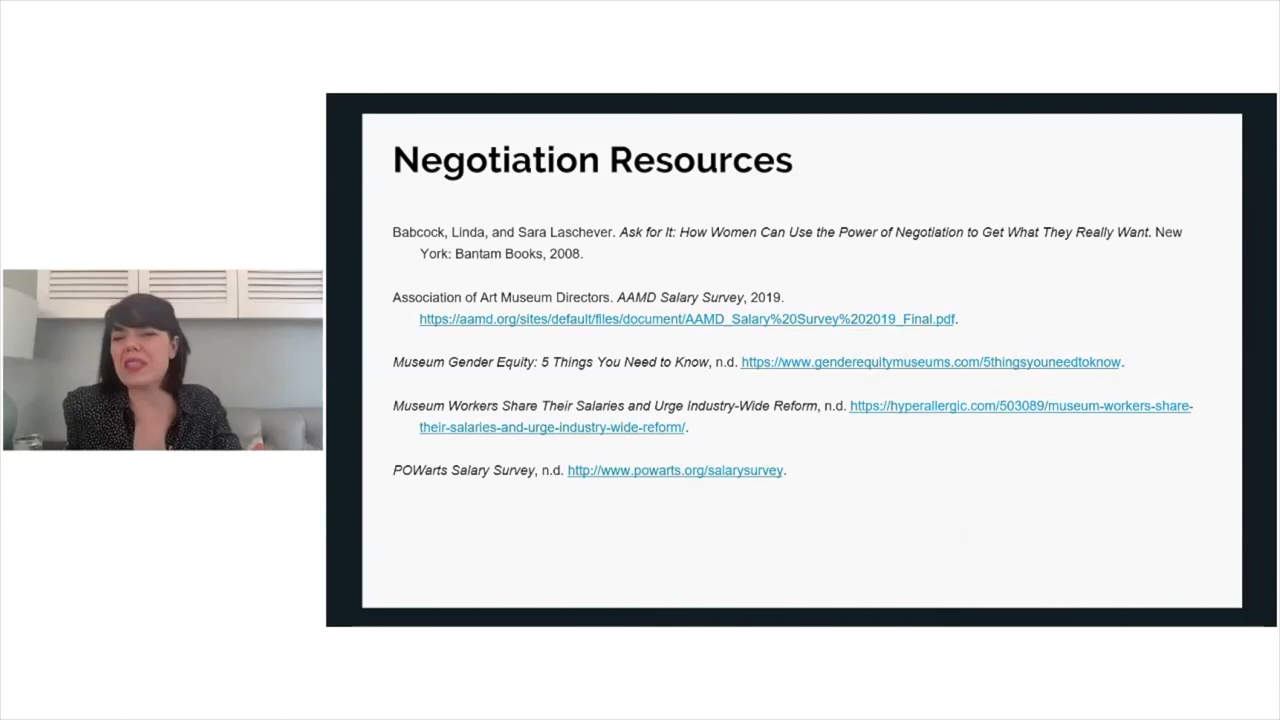 Negotiation Resources
Babcock, Linda, and Sara Laschever. Ask for It: How Women Can Use the Power of Negotiation to Get What They Really Want. New
York: Bantam Books, 2008.
Association of Art Museum Directors. AAMD Salary Survey, 2019.
https://aamd.org/sites/default/files/document/AAMD_Salary%20Survey%202019_Final.pdf.
Museum Gender Equity: 5 Things You Need to Know, n.d. https://www.genderequitymuseums.com/5thingsyouneedtoknow.
Museum Workers Share Their Salaries and Urge Industry-Wide Reform, n.d. https://hyperallergic.com/503089/museum-workers-share-
their-salaries-and-urge-industry-wide-reform/.
POWarts Salary Survey, n.d. http://www.powarts.org/salarysurvey.